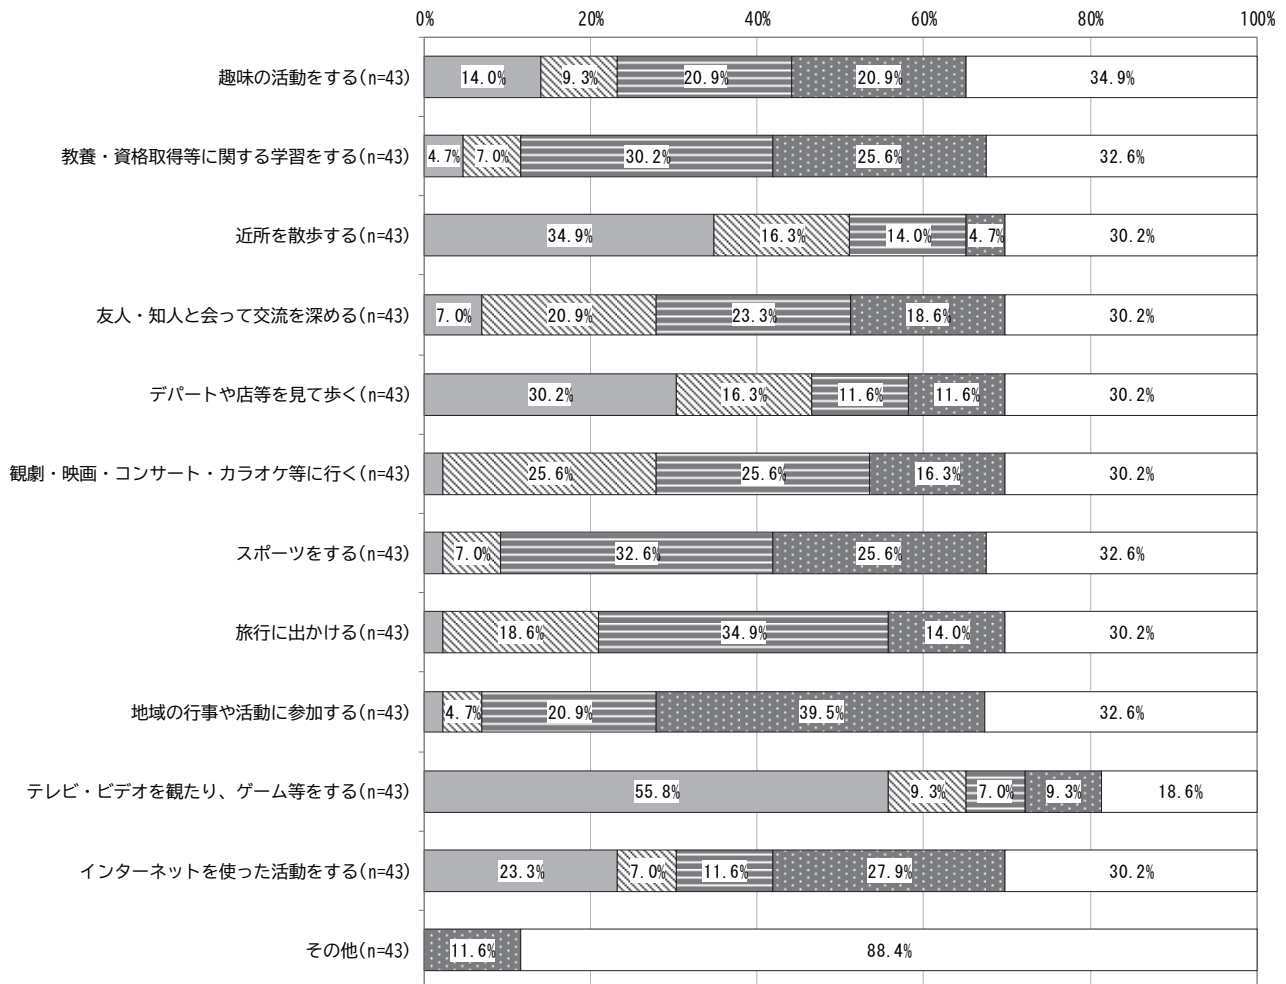 0% 20% 40% 60% 80% 100%
趣味の活動をする(n=43) 14.0% 9.3% 20.9% 20.9% 34.9%
教養・資格取得等に関する学習をする(n=43) 4.7% 7.0% 30.2% 25.6% 32.6%
近所を散歩する(n=43) 34.9% 16.3% 14.0% 4.7% 30.2%
友人・知人と会って交流を深める(n=43) 7.0% 20.9% 23.3% 18.6% 30.2%
デパートや店等を見て歩く(n=43) 30.2% 16.3% 11.6% 11.6% 30.2%
観劇・映画・コンサート・カラオケ等に行く(n=43) 25.6% 25.6% 16.3% 30.2%
スポーツをする(n=43) 7.0% 32.6% 25.6% 32.6%
旅行に出かける(n=43) 18.6% 34.9% 14.0% 30.2%
地域の行事や活動に参加する(n=43) 4.7% 20.9% 39.5% 32.6%
テレビ・ビデオを観たり、ゲーム等をする(n=43) 55.8% 9.3% 7.0% 9.3% 18.6%
インターネットを使った活動をする(n=43) 23.3% 7.0% 11.6% 27.9% 30.2%
その他(n=43) 11.6% 88.4%